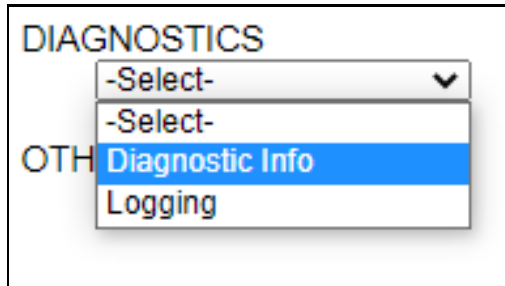 DIAGNOSTICS
-Select-
-Select-
OTH Diagnostic Info
Logging